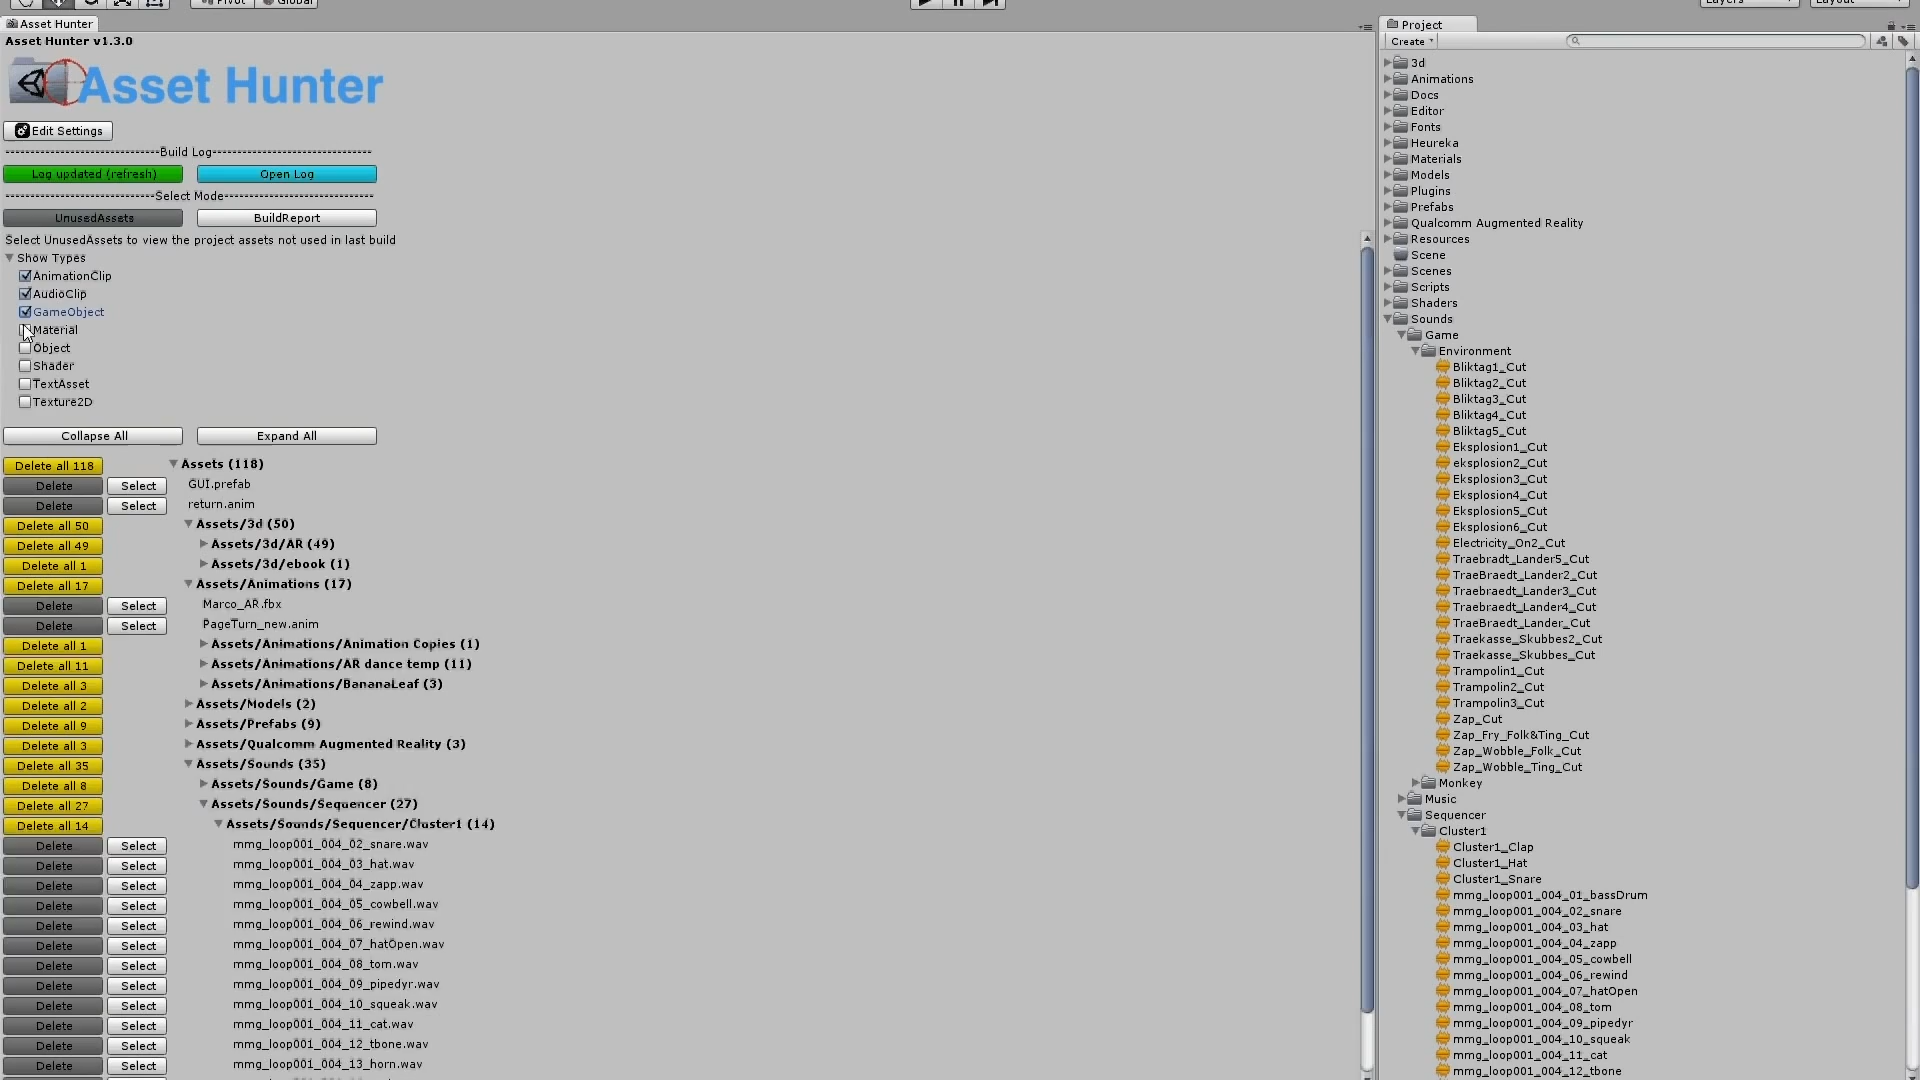 Pivot Global
Layers Layout
Asset Hunter
Asset Hunter v1.3.0
Asset Hunter
Edit Settings
------------------------------Build Log------------------------------
Log updated (refresh) Open Log
-----------------------------Select Mode-----------------------------
UnusedAssets BuildReport
Select UnusedAssets to view the project assets not used in last build
Show Types
AnimationClip
AudioClip
GameObject
Material
Object
Shader
TextAsset
Texture2D
Collapse All Expand All
Delete all 118 Assets (118)
Delete Select GUI.prefab
Delete Select return.anim
Delete all 50 Assets/3d (50)
Delete all 49 Assets/3d/AR (49)
Delete all 1 Assets/3d/ebook (1)
Delete all 17 Assets/Animations (17)
Delete Select Marco_AR.fbx
Delete Select PageTurn_new.anim
Delete all 1 Assets/Animations/Animation Copies (1)
Delete all 11 Assets/Animations/AR dance temp (11)
Delete all 3 Assets/Animations/BananaLeaf (3)
Delete all 2 Assets/Models (2)
Delete all 9 Assets/Prefabs (9)
Delete all 3 Assets/Qualcomm Augmented Reality (3)
Delete all 35 Assets/Sounds (35)
Delete all 8 Assets/Sounds/Game (8)
Delete all 27 Assets/Sounds/Sequencer (27)
Delete all 14 Assets/Sounds/Sequencer/Cluster1 (14)
Delete Select mmg_loop001_004_02_snare.wav
Delete Select mmg_loop001_004_03_hat.wav
Delete Select mmg_loop001_004_04_zapp.wav
Delete Select mmg_loop001_004_05_cowbell.wav
Delete Select mmg_loop001_004_06_rewind.wav
Delete Select mmg_loop001_004_07_hatOpen.wav
Delete Select mmg_loop001_004_08_tom.wav
Delete Select mmg_loop001_004_09_pipedyr.wav
Delete Select mmg_loop001_004_10_squeak.wav
Delete Select mmg_loop001_004_11_cat.wav
Delete Select mmg_loop001_004_12_tbone.wav
Delete Select mmg_loop001_004_13_horn.wav
Project
Create
3d
Animations
Docs
Editor
Fonts
Heureka
Materials
Models
Plugins
Prefabs
Qualcomm Augmented Reality
Resources
Scene
Scenes
Scripts
Shaders
Sounds
Game
Environment
Bliktag1_Cut
Bliktag2_Cut
Bliktag3_Cut
Bliktag4_Cut
Bliktag5_Cut
Eksplosion1_Cut
eksplosion2_Cut
Eksplosion3_Cut
Eksplosion4_Cut
Eksplosion5_Cut
Eksplosion6_Cut
Electricity_On2_Cut
Traebradt_Lander5_Cut
TraeBraedt_Lander2_Cut
Traebraedt_Lander3_Cut
Traebraedt_Lander4_Cut
TraeBraedt_Lander_Cut
Traekasse_Skubbes2_Cut
Traekasse_Skubbes_Cut
Trampolin1_Cut
Trampolin2_Cut
Trampolin3_Cut
Zap_Cut
Zap_Fry_Folk&Ting_Cut
Zap_Wobble_Folk_Cut
Zap_Wobble_Ting_Cut
Monkey
Music
Sequencer
Cluster1
Cluster1_Clap
Cluster1_Hat
Cluster1_Snare
mmg_loop001_004_01_bassDrum
mmg_loop001_004_02_snare
mmg_loop001_004_03_hat
mmg_loop001_004_04_zapp
mmg_loop001_004_05_cowbell
mmg_loop001_004_06_rewind
mmg_loop001_004_07_hatOpen
mmg_loop001_004_08_tom
mmg_loop001_004_09_pipedyr
mmg_loop001_004_10_squeak
mmg_loop001_004_11_cat
mmg_loop001_004_12_tbone